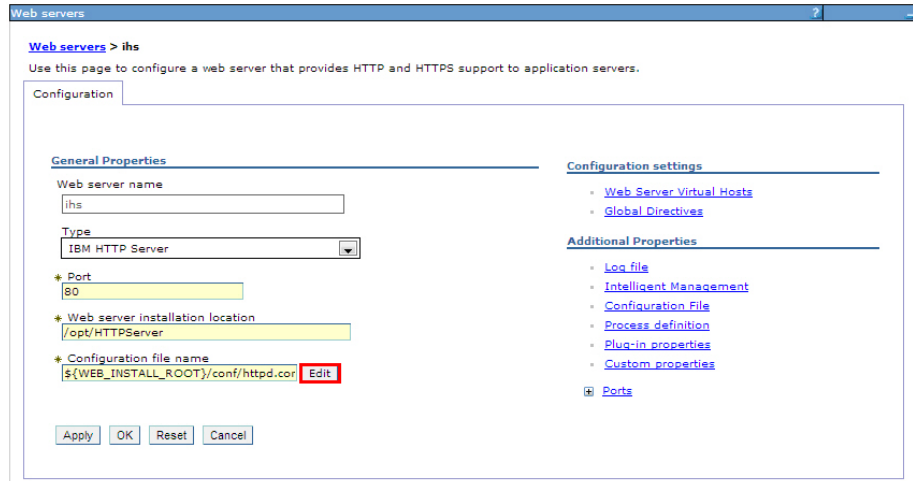 Web servers ? _
Web servers > ihs
Use this page to configure a web server that provides HTTP and HTTPS support to application servers.
Configuration
General Properties
Web server name
ihs
Type
IBM HTTP Server
* Port
80
* Web server installation location
/opt/HTTPServer
* Configuration file name
${WEB_INSTALL_ROOT}/conf/httpd.cor Edit
Apply OK Reset Cancel
Configuration settings
Web Server Virtual Hosts
Global Directives
Additional Properties
Log file
Intelligent Management
Configuration File
Process definition
Plug-in properties
Custom properties
+ Ports